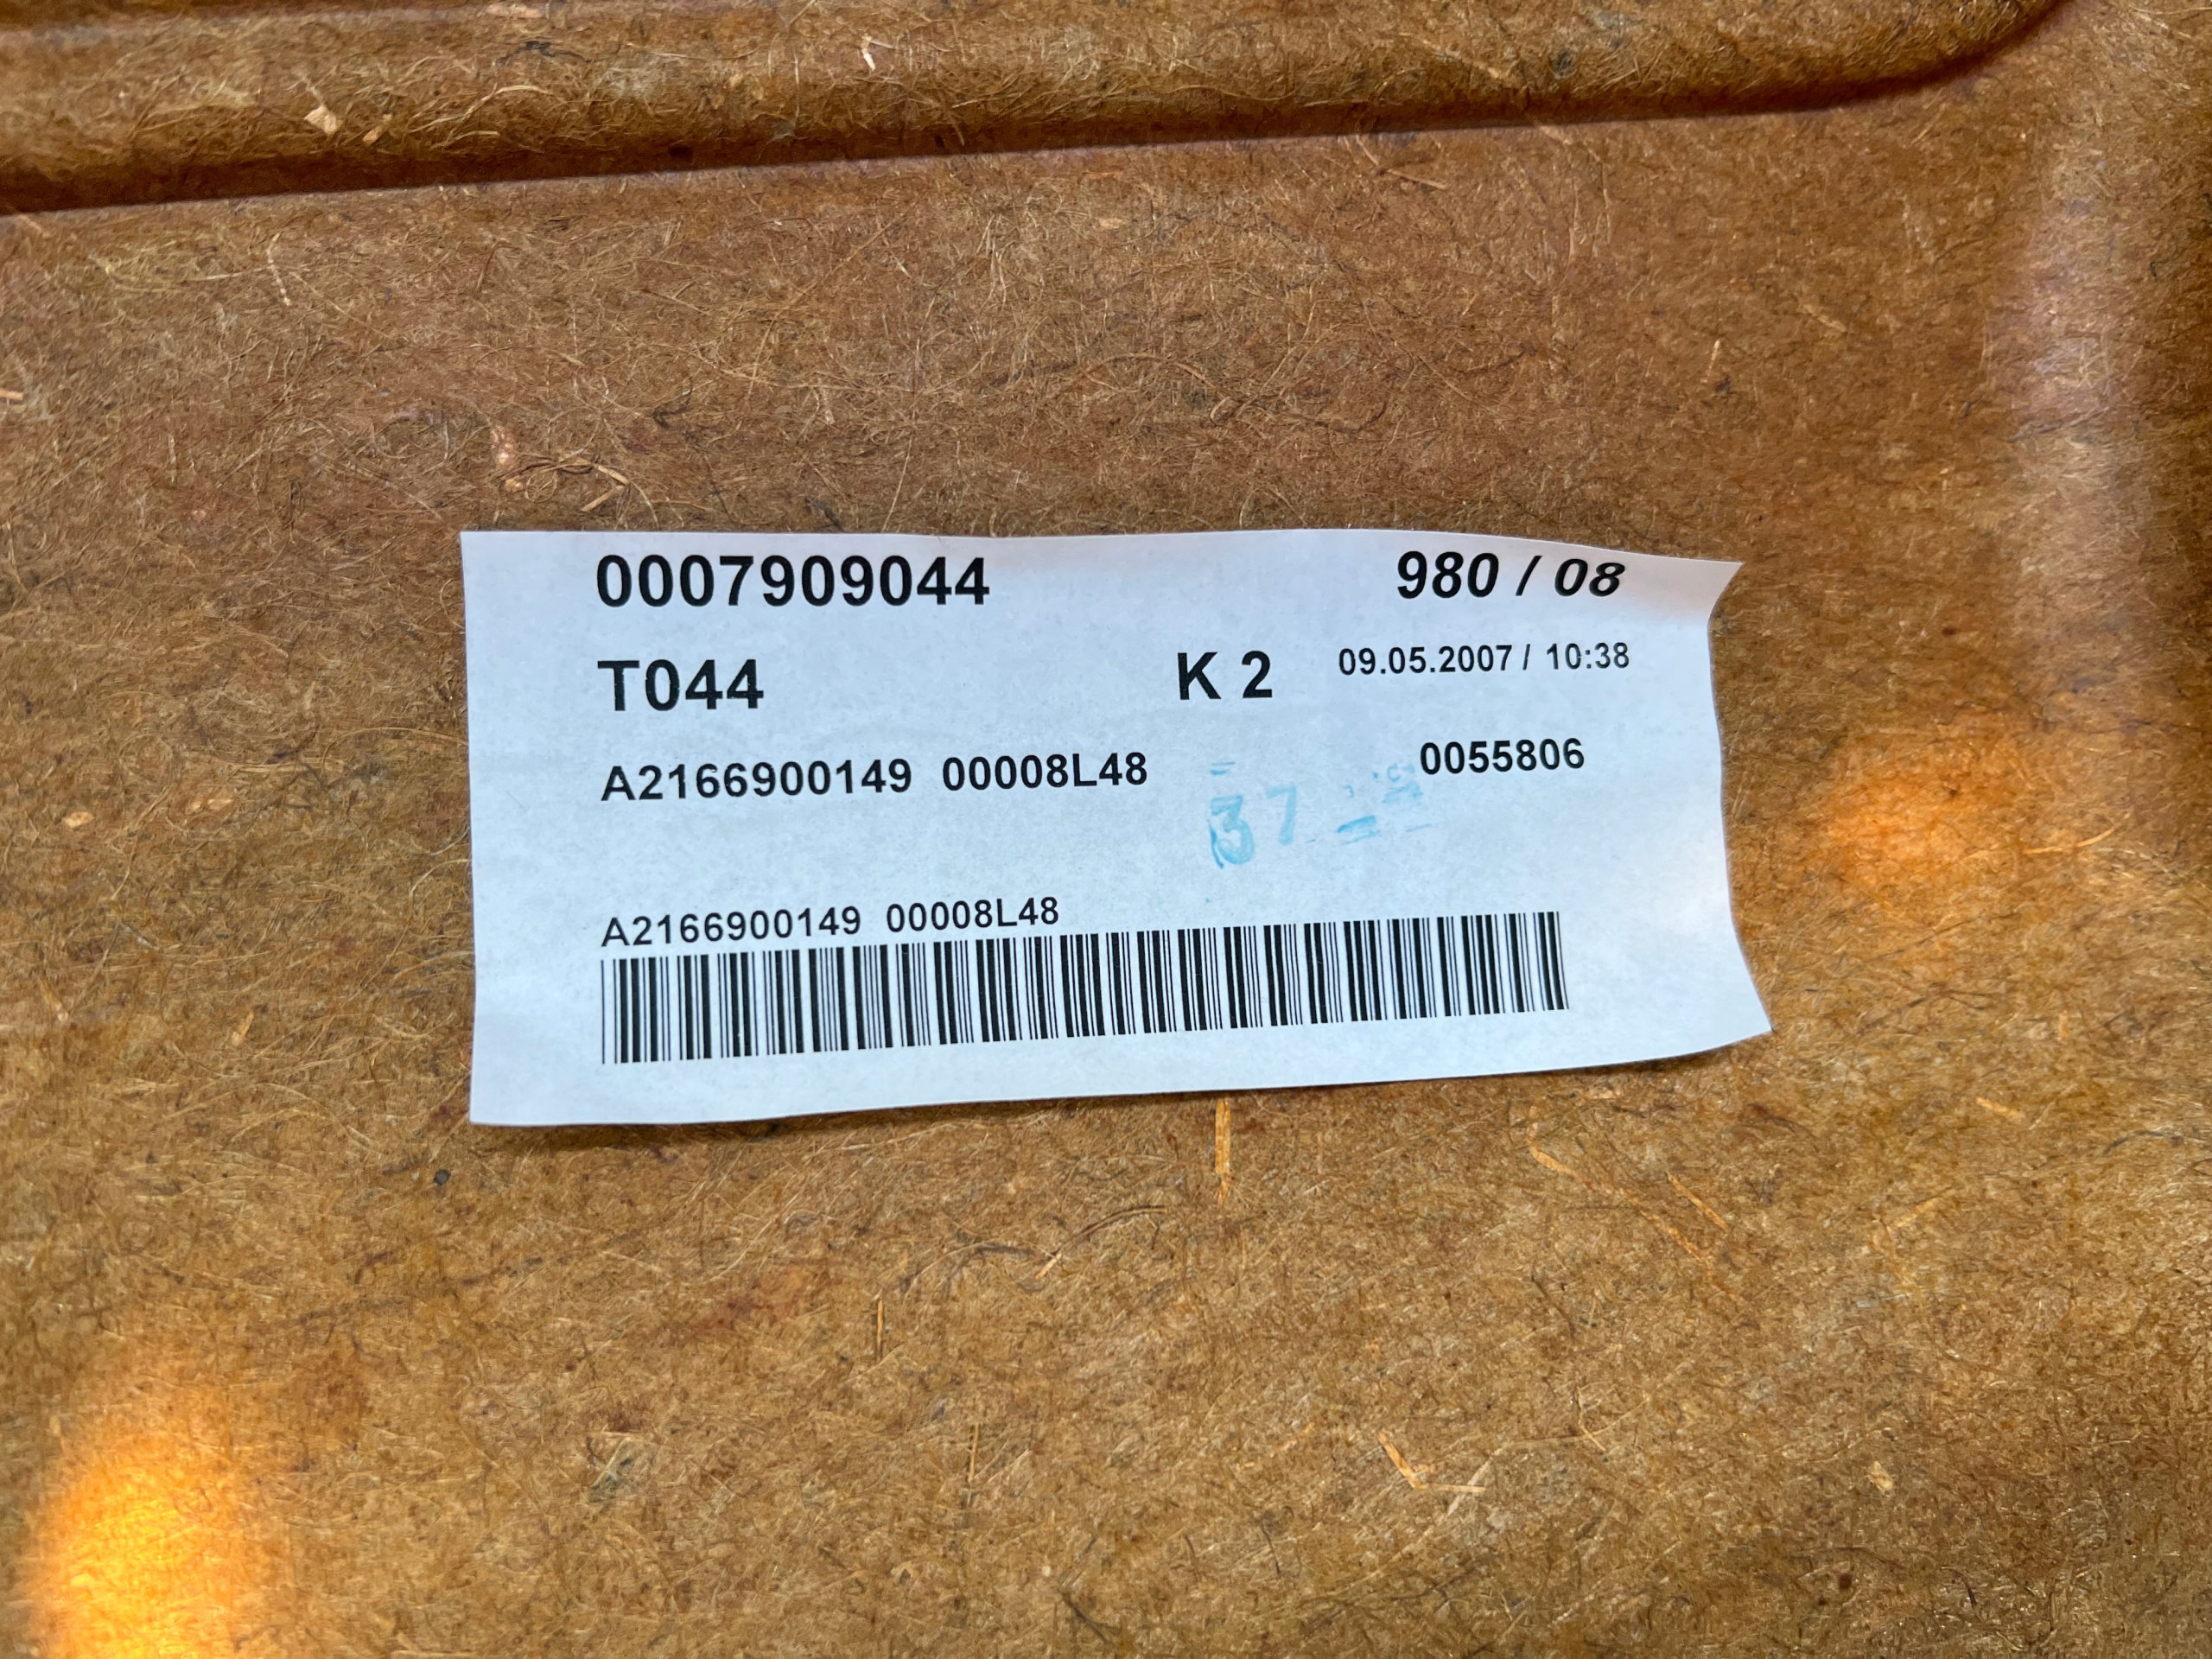 0007909044 980 / 08
T044 K 2 09.05.2007 / 10:38
A2166900149 00008L48 0055806
37
A2166900149 00008L48